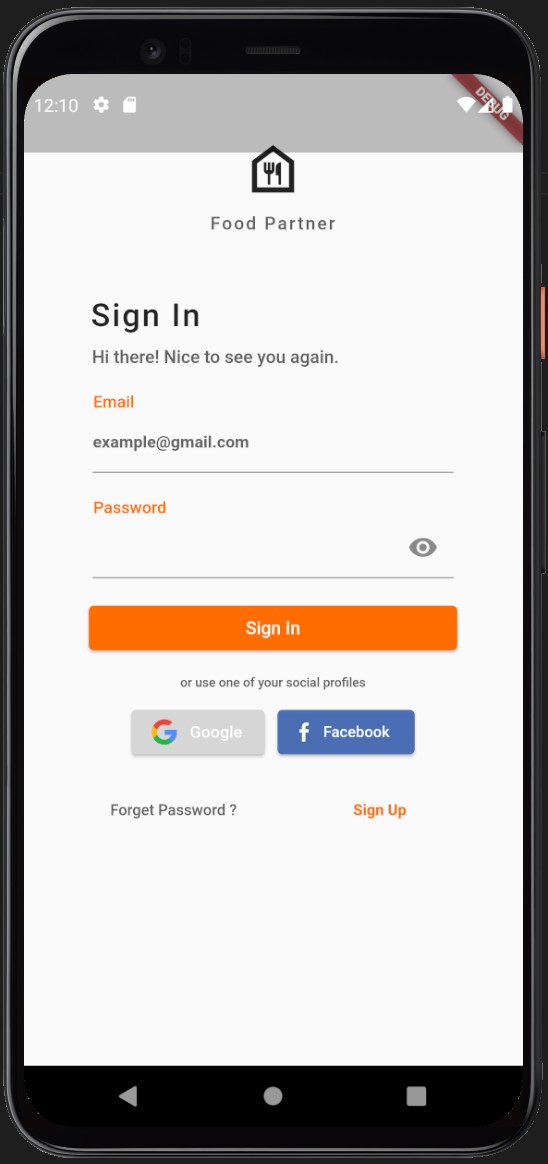 12:10
DEBUG
Food Partner
Sign In
Hi there! Nice to see you again.
Email
example@gmail.com
Password
Sign In
or use one of your social profiles
Google
Facebook
Forget Password ?
Sign Up